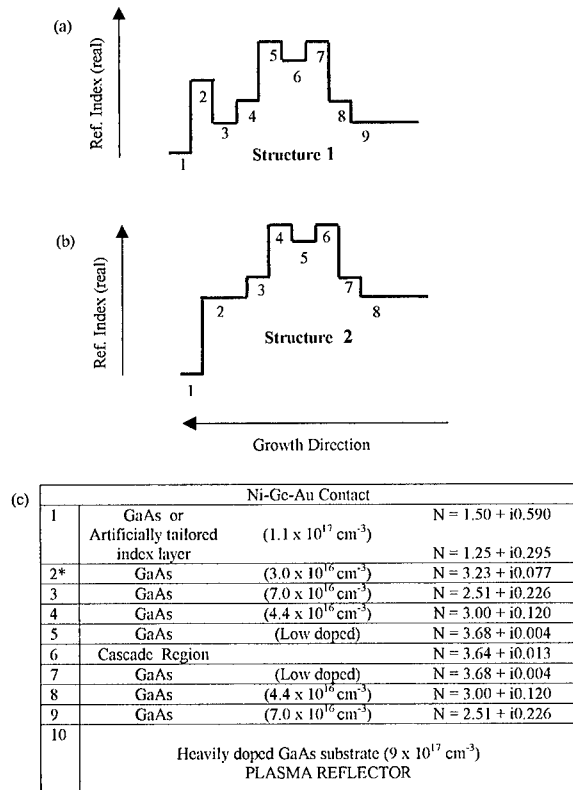 (a)
Ref. Index (real)
1
2
3
4
5
6
7
8
9
Structure 1
(b)
Ref. Index (real)
1
2
3
4
5
6
7
8
Structure 2
Growth Direction
(c)
Ni-Ge-Au Contact
1 GaAs or Artificially tailored index layer (1.1 x 10^17 cm^-3) N = 1.50 + i0.590
N = 1.25 + i0.295
2* GaAs (3.0 x 10^16 cm^-3) N = 3.23 + i0.077
3 GaAs (7.0 x 10^16 cm^-3) N = 2.51 + i0.226
4 GaAs (4.4 x 10^16 cm^-3) N = 3.00 + i0.120
5 GaAs (Low doped) N = 3.68 + i0.004
6 Cascade Region N = 3.64 + i0.013
7 GaAs (Low doped) N = 3.68 + i0.004
8 GaAs (4.4 x 10^16 cm^-3) N = 3.00 + i0.120
9 GaAs (7.0 x 10^16 cm^-3) N = 2.51 + i0.226
10
Heavily doped GaAs substrate (9 x 10^17 cm^-3)
PLASMA REFLECTOR